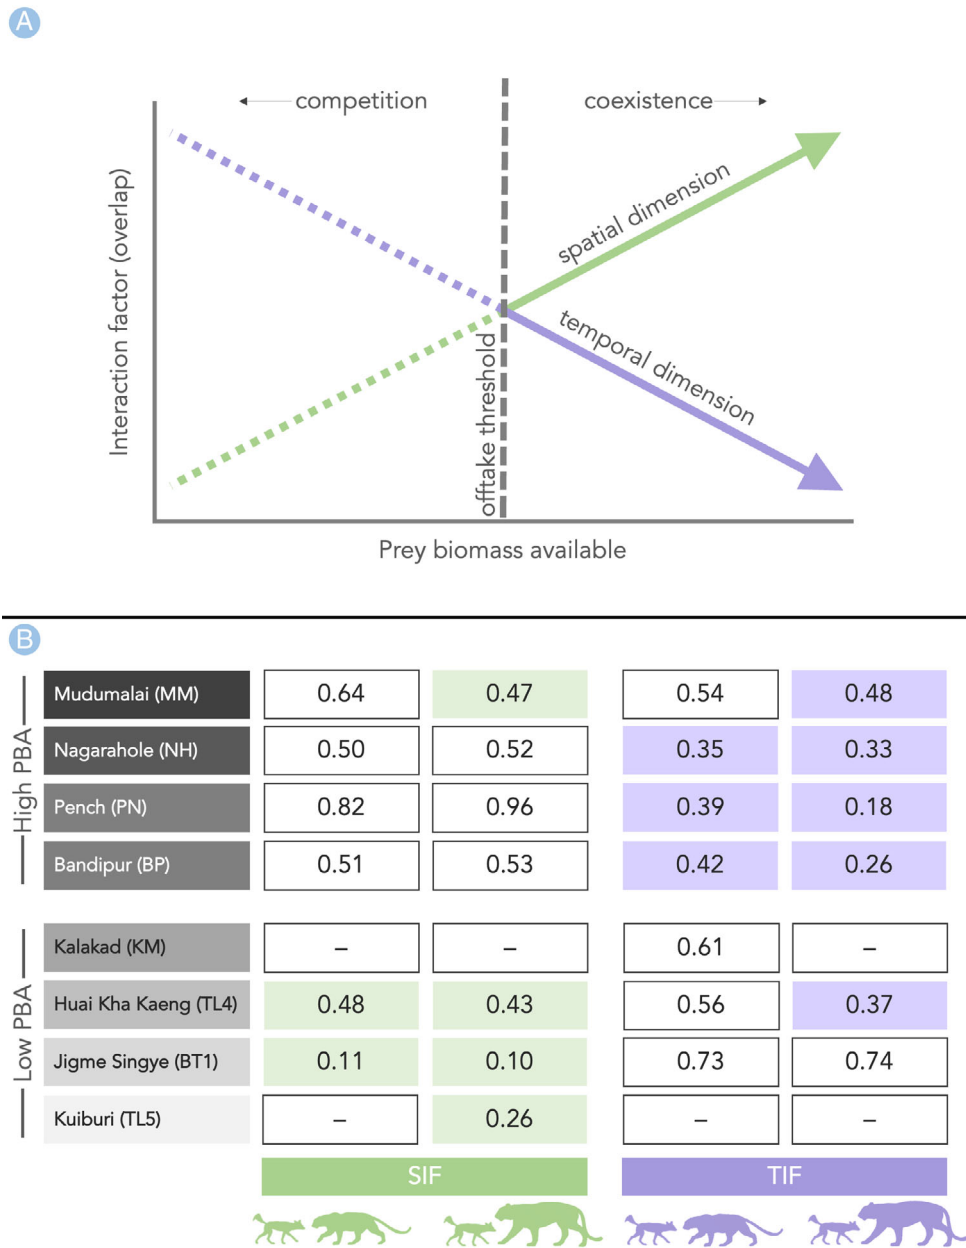 A
competition
coexistence
Interaction factor (overlap)
spatial dimension
temporal dimension
offtake threshold
Prey biomass available
B
High PBA
Mudumalai (MM) 0.64 0.47 0.54 0.48
Nagarahole (NH) 0.50 0.52 0.35 0.33
Pench (PN) 0.82 0.96 0.39 0.18
Bandipur (BP) 0.51 0.53 0.42 0.26
Low PBA
Kalakad (KM) – – 0.61 –
Huai Kha Kaeng (TL4) 0.48 0.43 0.56 0.37
Jigme Singye (BT1) 0.11 0.10 0.73 0.74
Kuiburi (TL5) – 0.26 – –
SIF TIF